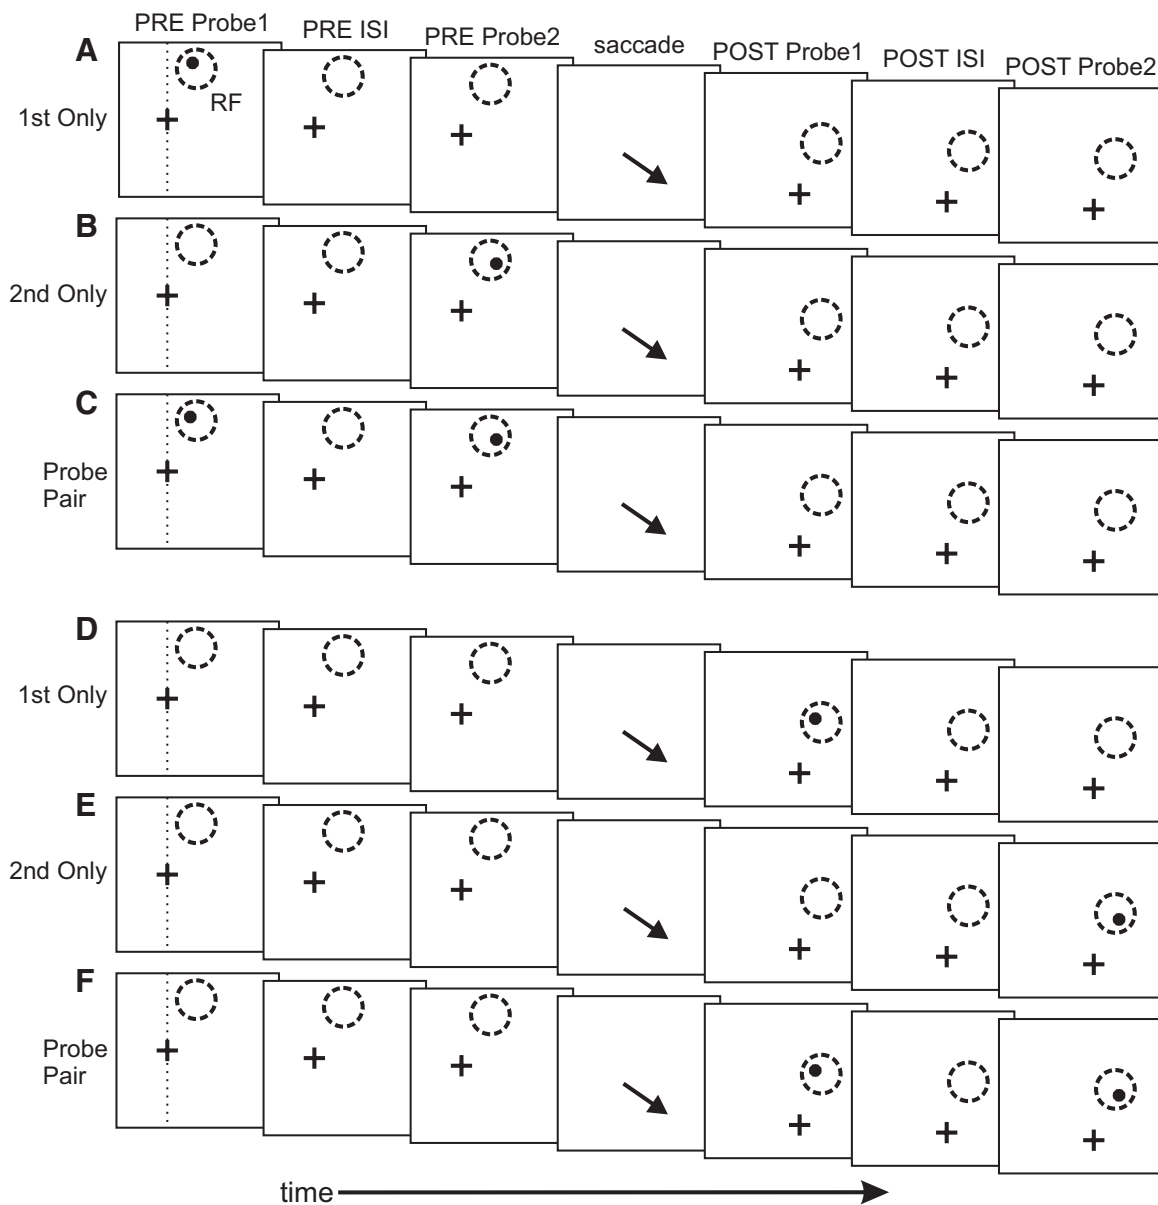 PRE Probe1 PRE ISI PRE Probe2 saccade POST Probe1 POST ISI POST Probe2
A
RF
1st Only
B
2nd Only
C
Probe
Pair
D
1st Only
E
2nd Only
F
Probe
Pair
time